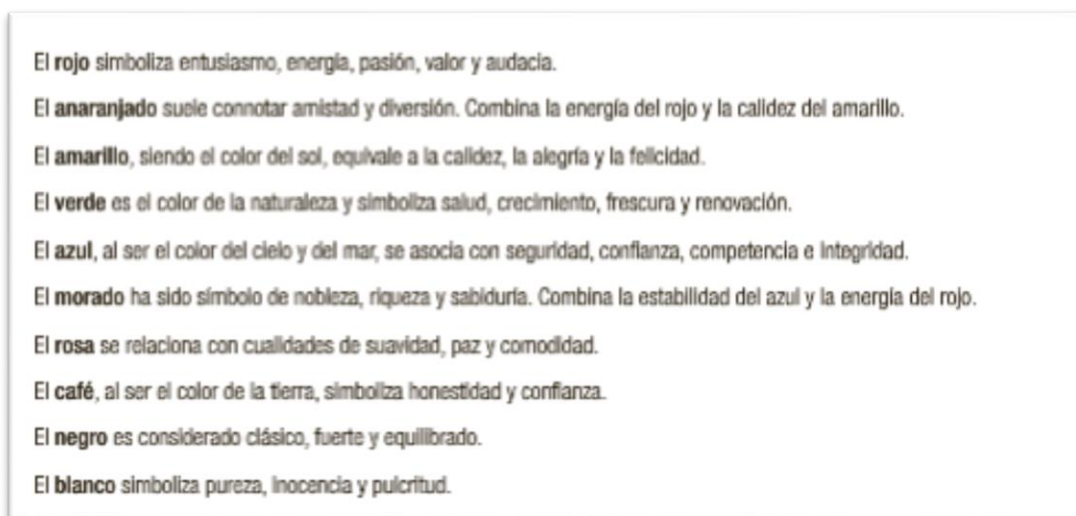 El rojo simboliza entusiasmo, energía, pasión, valor y audacia.
El anaranjado suele connotar amistad y diversión. Combina la energía del rojo y la calidez del amarillo.
El amarillo, siendo el color del sol, equivale a la calidez, la alegría y la felicidad.
El verde es el color de la naturaleza y simboliza salud, crecimiento, frescura y renovación.
El azul, al ser el color del cielo y del mar, se asocia con seguridad, confianza, competencia e integridad.
El morado ha sido símbolo de nobleza, riqueza y sabiduría. Combina la estabilidad del azul y la energía del rojo.
El rosa se relaciona con cualidades de suavidad, paz y comodidad.
El café, al ser el color de la tierra, simboliza honestidad y confianza.
El negro es considerado clásico, fuerte y equilibrado.
El blanco simboliza pureza, inocencia y pulcritud.